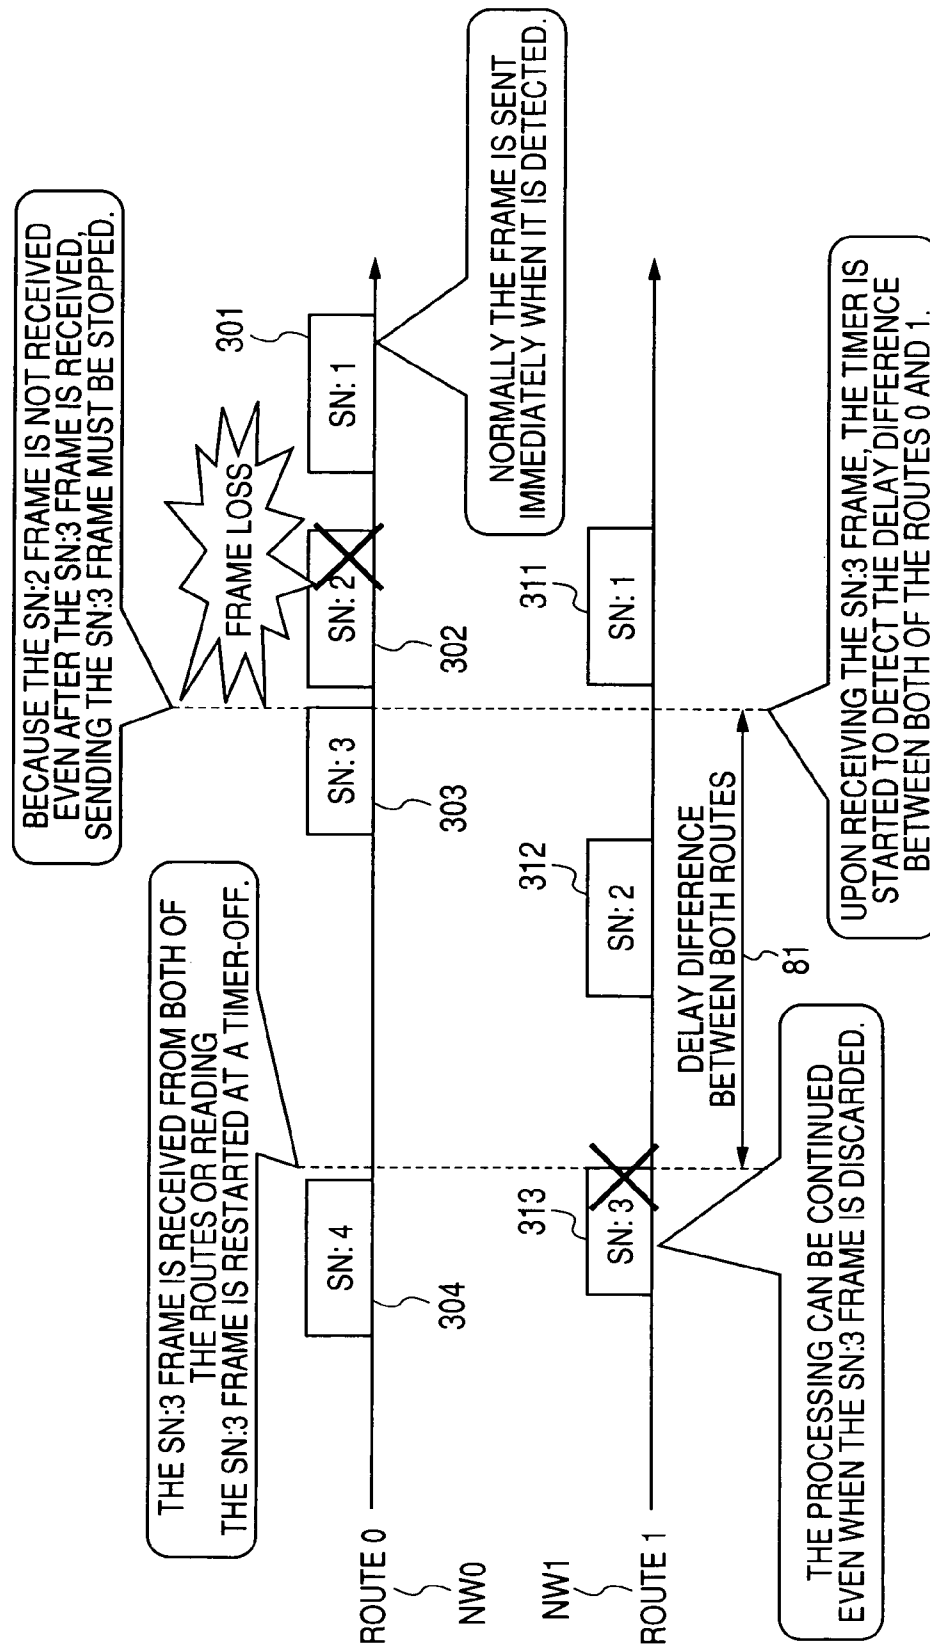 THE SN:3 FRAME IS RECEIVED FROM BOTH OF
THE ROUTES OR READING
THE SN:3 FRAME IS RESTARTED AT A TIMER-OFF.
BECAUSE THE SN:2 FRAME IS NOT RECEIVED
EVEN AFTER THE SN:3 FRAME IS RECEIVED,
SENDING THE SN:3 FRAME MUST BE STOPPED.
FRAME LOSS
301
ROUTE 0
SN: 4
SN: 3
SN: 2
SN: 1
304
303
302
NW0
NORMALLY THE FRAME IS SENT
IMMEDIATELY WHEN IT IS DETECTED.
NW1
313
312
311
ROUTE 1
SN: 3
SN: 2
SN: 1
DELAY DIFFERENCE
BETWEEN BOTH ROUTES
81
THE PROCESSING CAN BE CONTINUED
EVEN WHEN THE SN:3 FRAME IS DISCARDED.
UPON RECEIVING THE SN:3 FRAME, THE TIMER IS
STARTED TO DETECT THE DELAY DIFFERENCE
BETWEEN BOTH OF THE ROUTES 0 AND 1.